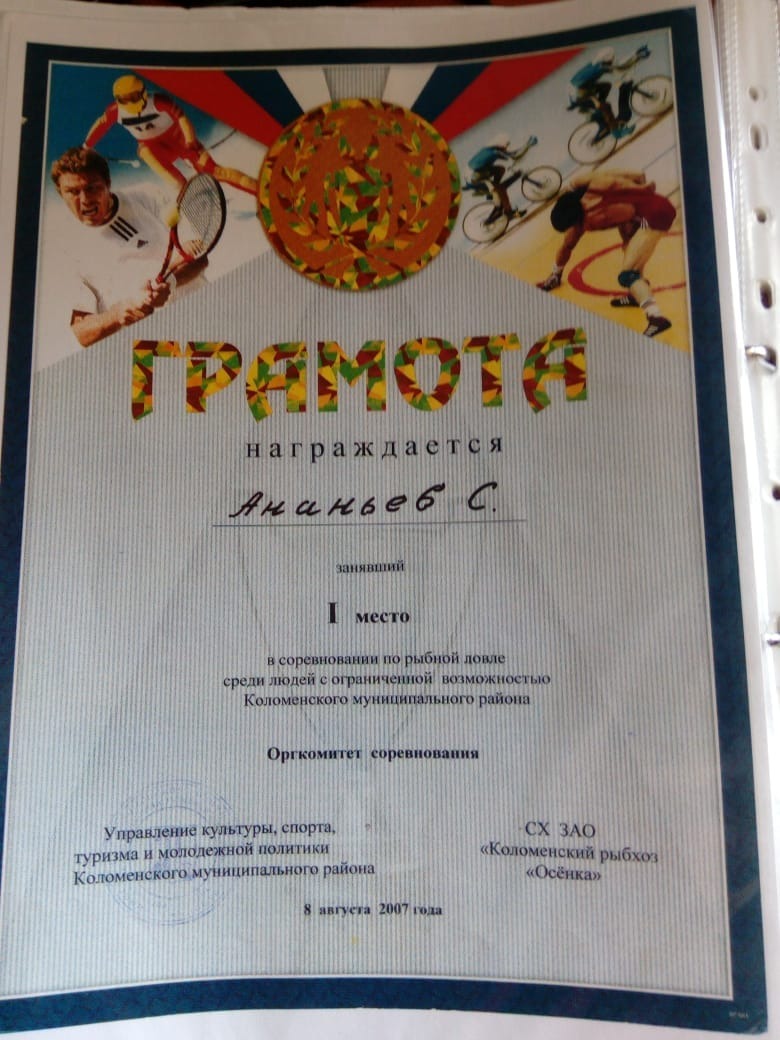 ГРАМОТА
награждается
Ананьев С.
занявший
I место
в соревновании по рыбной ловле
среди людей с ограниченной возможностью
Коломенского муниципального района
Оргкомитет соревнования
Управление культуры, спорта,
туризма и молодежной политики
Коломенского муниципального района
СХ ЗАО
«Коломенский рыбхоз
«Осёнка»
8 августа 2007 года